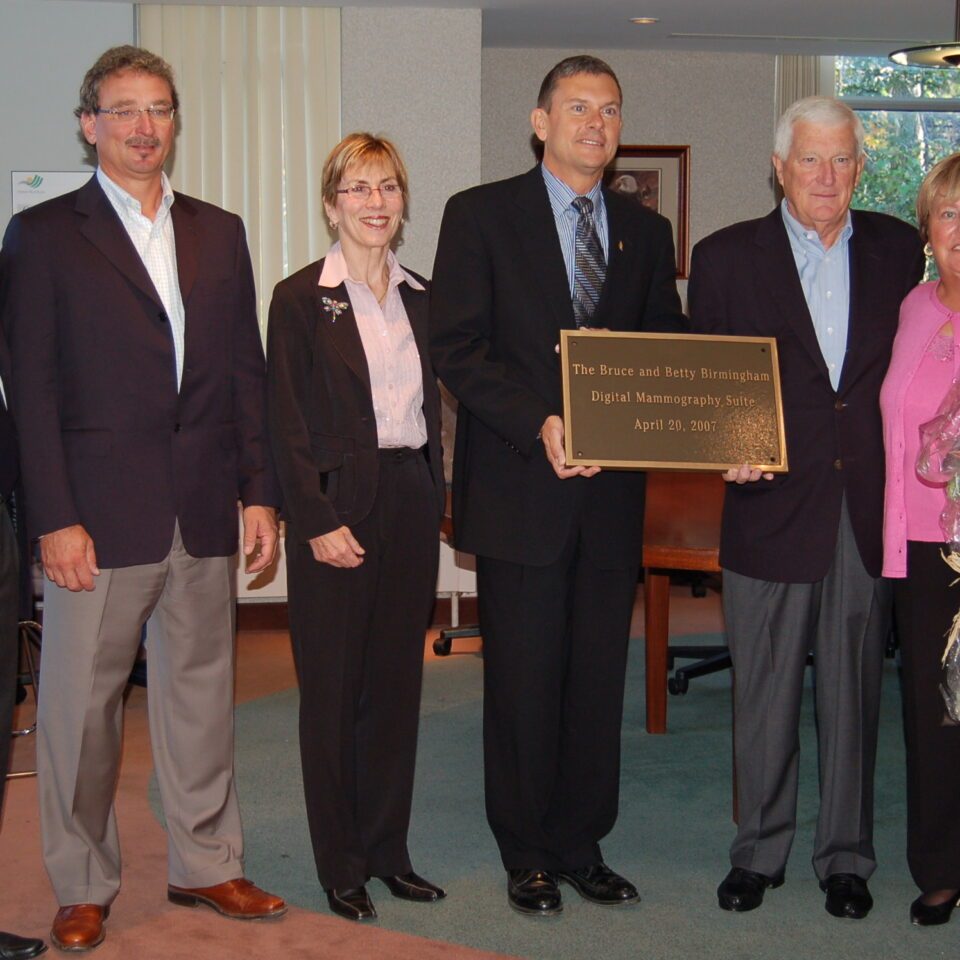 The Bruce and Betty Birmingham
Digital Mammography Suite
April 20, 2007